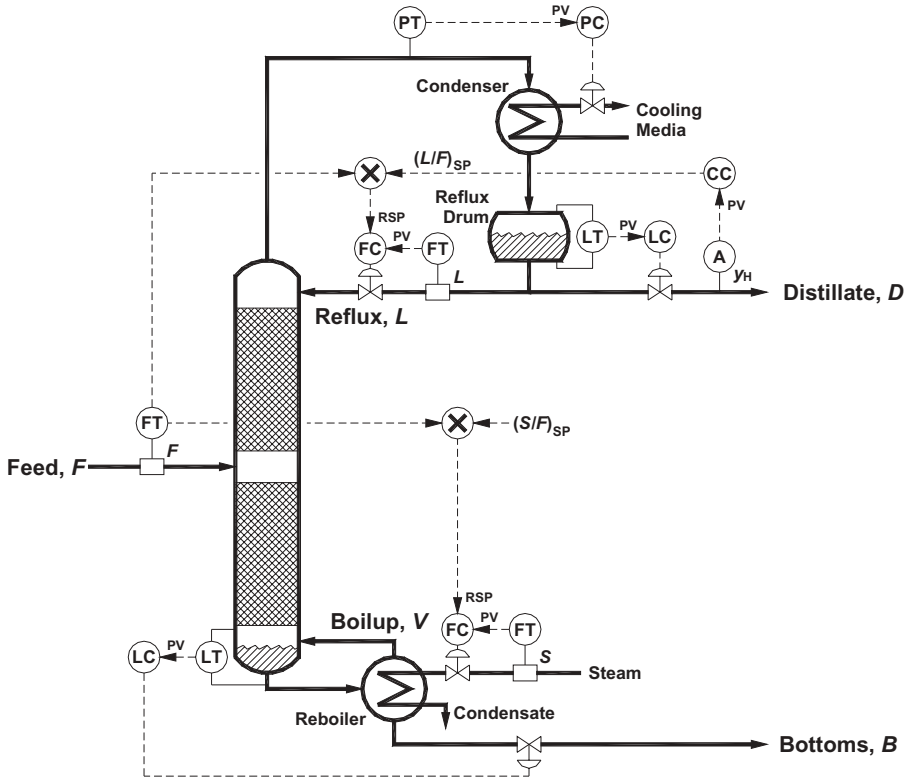 PT
PV
PC
Condenser
Cooling
Media
(L/F)SP
CC
RSP
Reflux
Drum
PV
FC
PV
FT
LT
PV
LC
A
L
yH
Reflux, L
Distillate, D
FT
F
(S/F)SP
Feed, F
RSP
Boilup, V
PV
FC
PV
FT
LC
PV
LT
S
Steam
Reboiler
Condensate
Bottoms, B